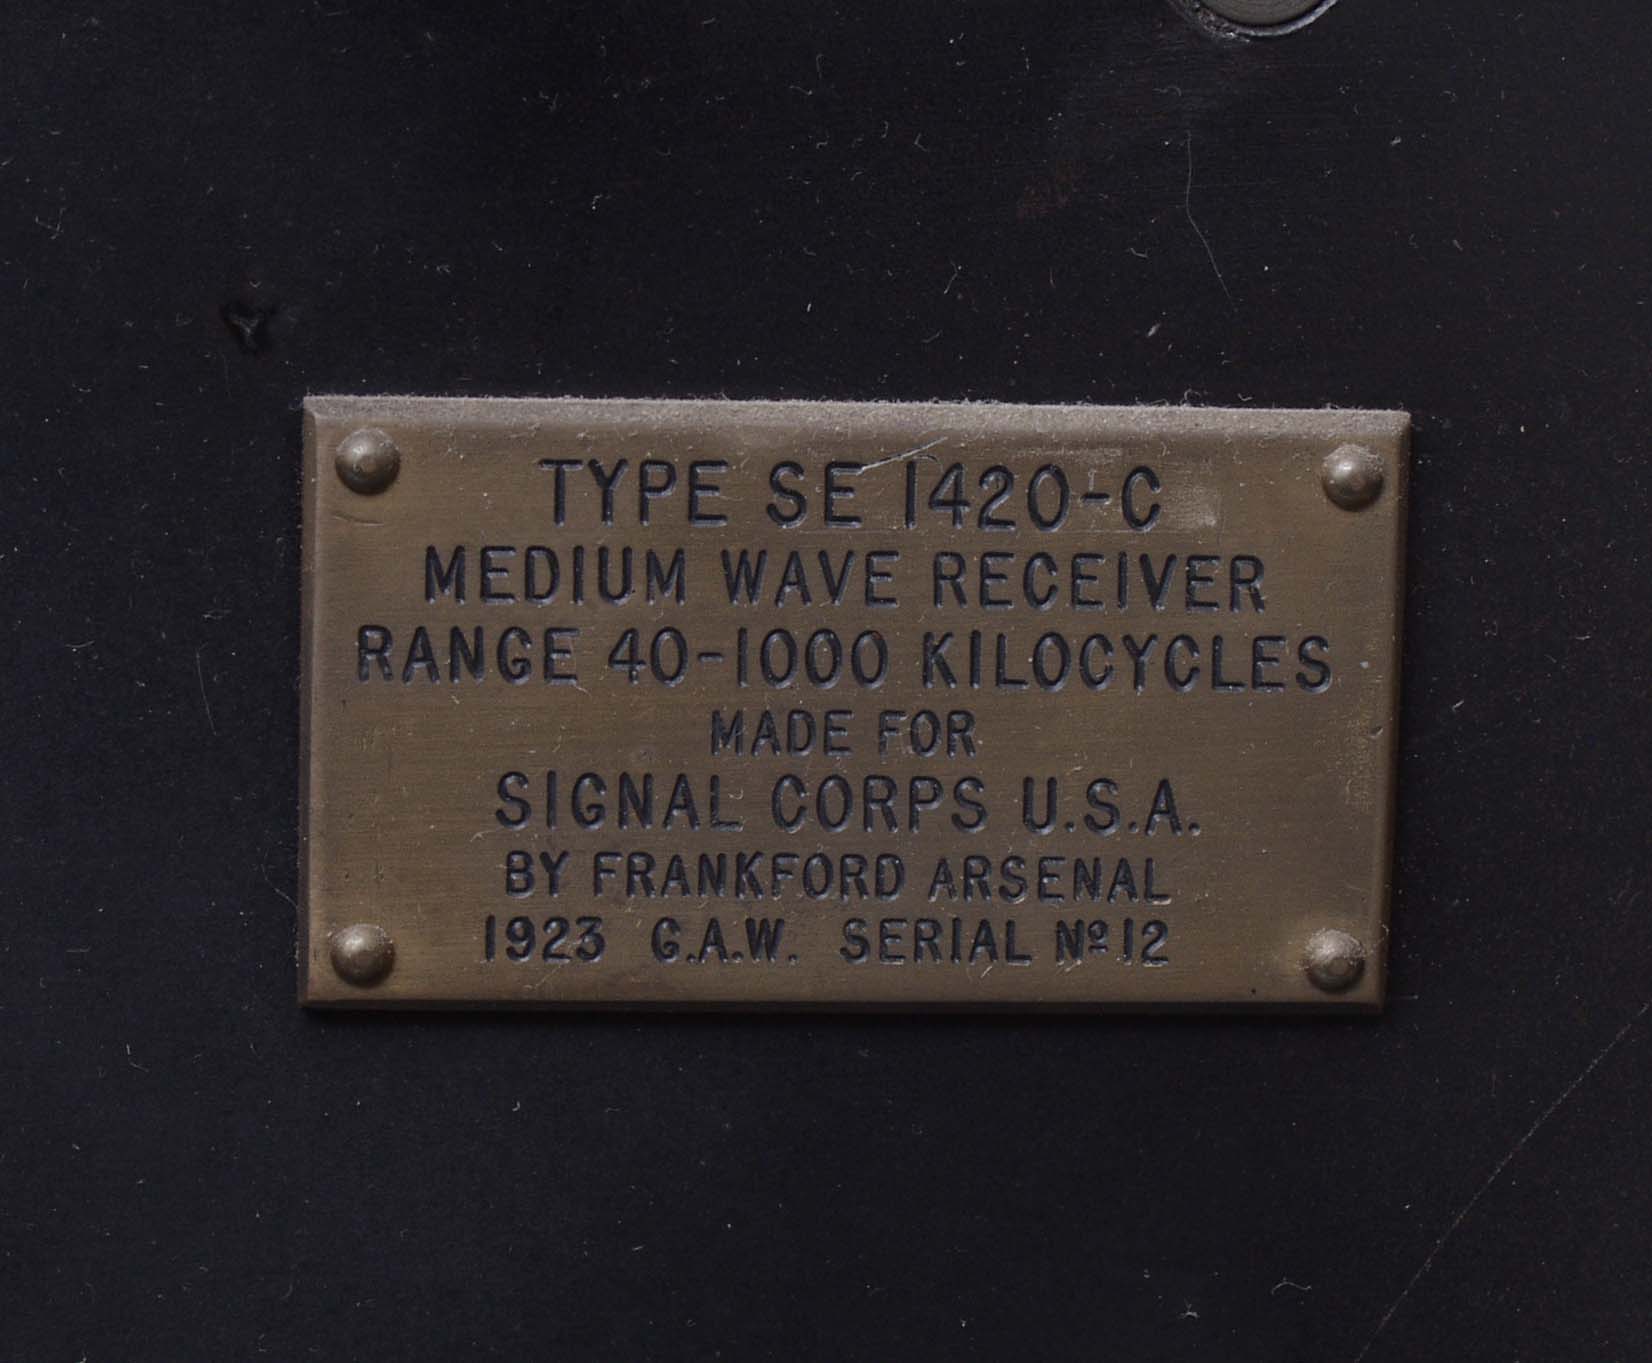 TYPE SE 1420-C
MEDIUM WAVE RECEIVER
RANGE 40-1000 KILOCYCLES
MADE FOR
SIGNAL CORPS U.S.A.
BY FRANKFORD ARSENAL
1923 G.A.W. SERIAL Nº 12